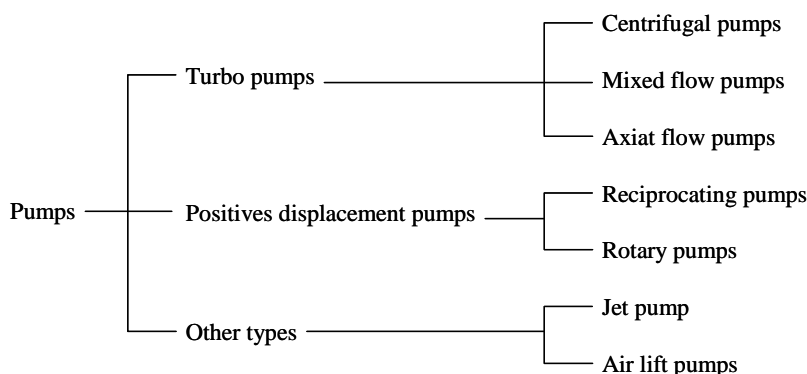 Centrifugal pumps
Turbo pumps
Mixed flow pumps
Axiat flow pumps
Reciprocating pumps
Pumps
Positives displacement pumps
Rotary pumps
Jet pump
Other types
Air lift pumps